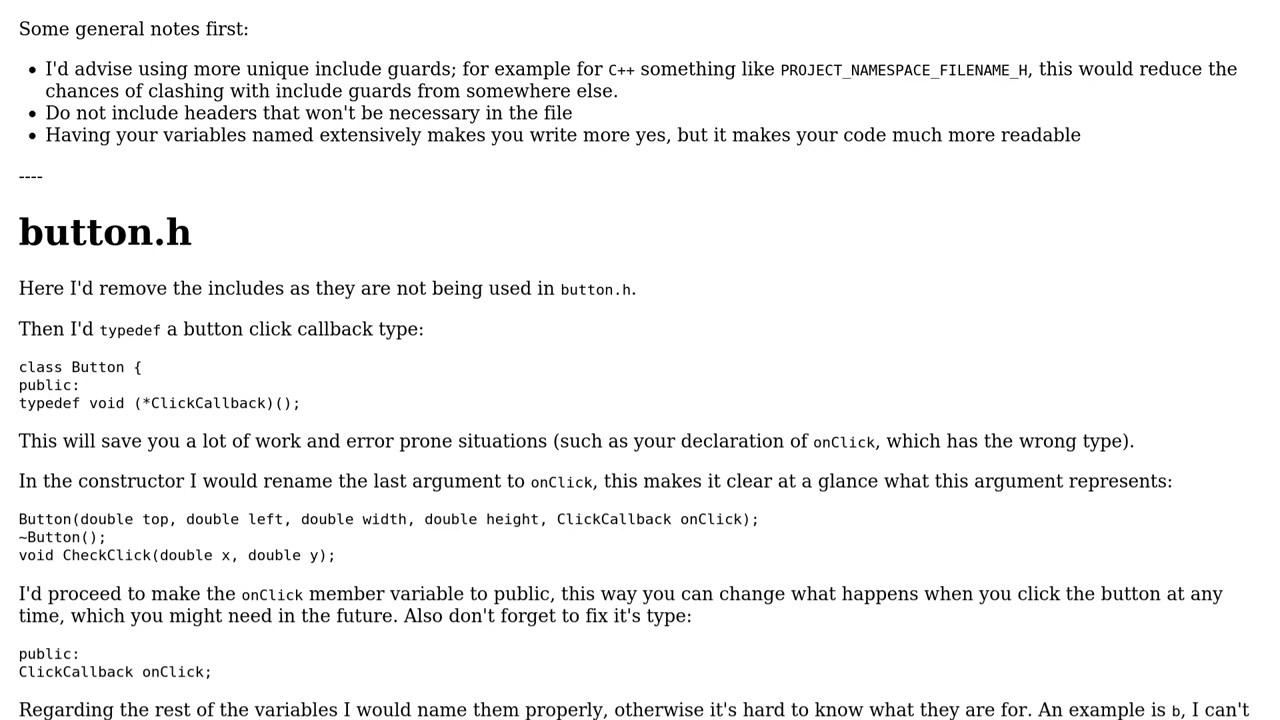 Some general notes first:
• I'd advise using more unique include guards; for example for C++ something like PROJECT_NAMESPACE_FILENAME_H, this would reduce the
chances of clashing with include guards from somewhere else.
• Do not include headers that won't be necessary in the file
• Having your variables named extensively makes you write more yes, but it makes your code much more readable
----
button.h
Here I'd remove the includes as they are not being used in button.h.
Then I'd typedef a button click callback type:
class Button {
public:
typedef void (*ClickCallback)();
This will save you a lot of work and error prone situations (such as your declaration of onClick, which has the wrong type).
In the constructor I would rename the last argument to onClick, this makes it clear at a glance what this argument represents:
Button(double top, double left, double width, double height, ClickCallback onClick);
~Button();
void CheckClick(double x, double y);
I'd proceed to make the onClick member variable to public, this way you can change what happens when you click the button at any
time, which you might need in the future. Also don't forget to fix it's type:
public:
ClickCallback onClick;
Regarding the rest of the variables I would name them properly, otherwise it's hard to know what they are for. An example is b, I can't